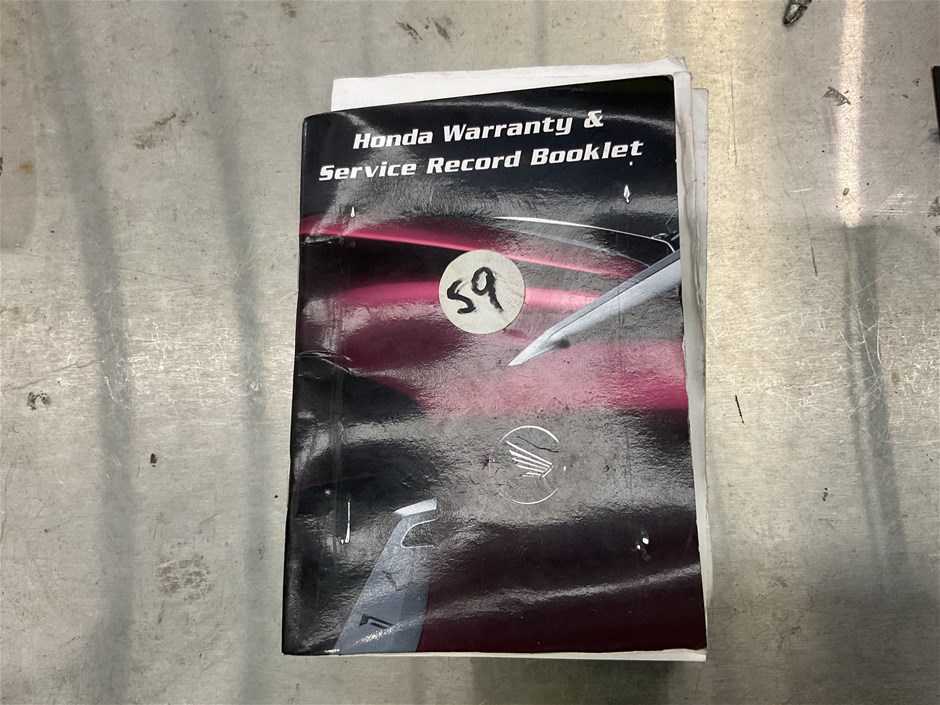 Honda Warranty &
Service Record Booklet
59